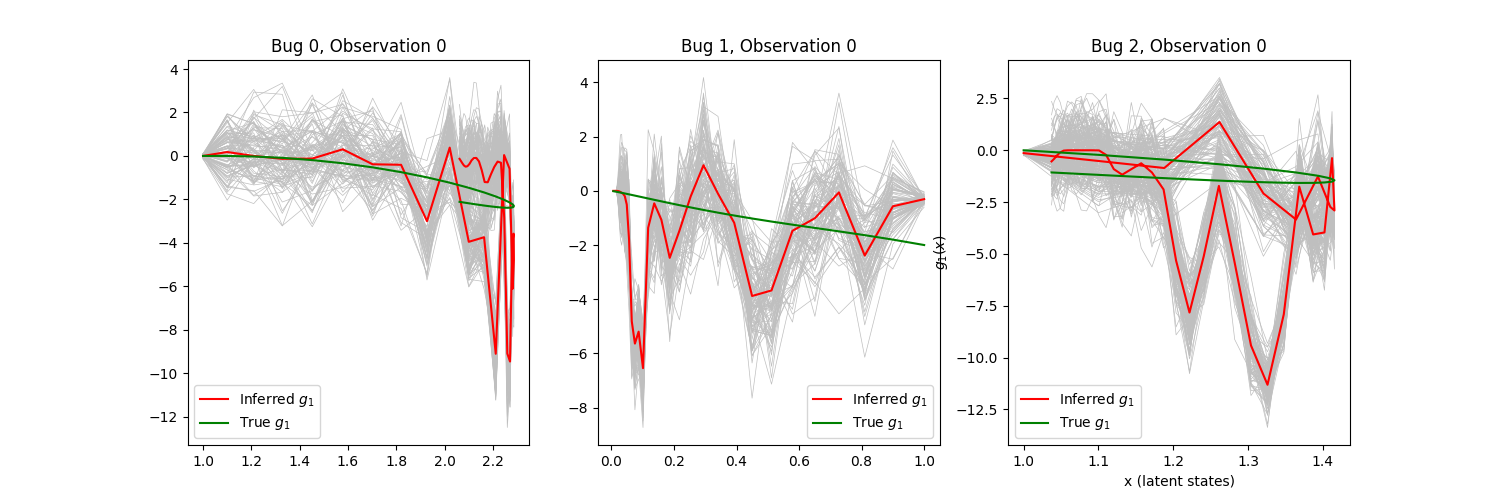 Bug 0, Observation 0
4
2
0
−2
−4
−6
−8
−10
−12
1.0 1.2 1.4 1.6 1.8 2.0 2.2
Inferred g₁
True g₁
Bug 1, Observation 0
4
2
0
−2
−4
−6
−8
0.0 0.2 0.4 0.6 0.8 1.0
Inferred g₁
True g₁
Bug 2, Observation 0
g₁(x)
2.5
0.0
−2.5
−5.0
−7.5
−10.0
−12.5
1.0 1.1 1.2 1.3 1.4
x (latent states)
Inferred g₁
True g₁